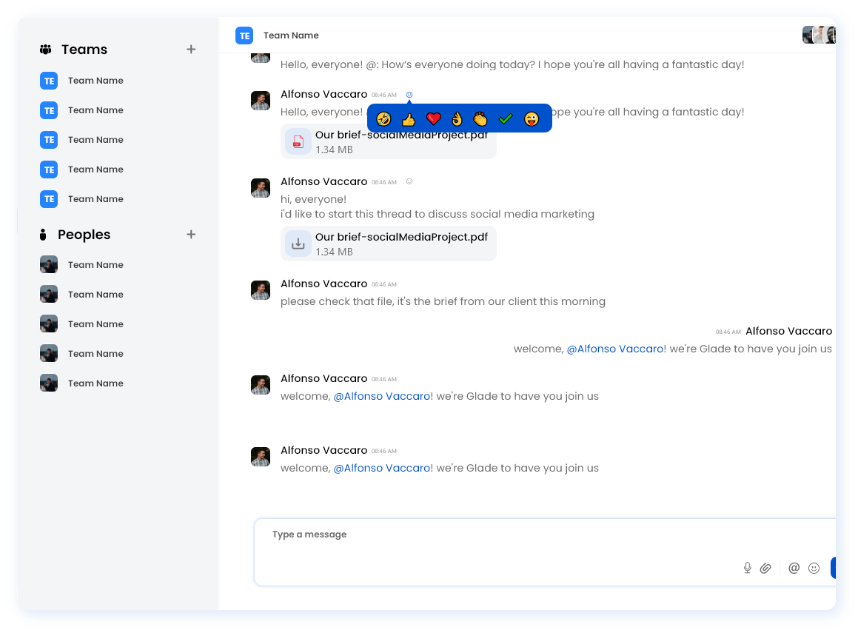 Teams
+
TE Team Name
TE Team Name
TE Team Name
TE Team Name
TE Team Name
Peoples
+
Team Name
Team Name
Team Name
Team Name
Team Name
TE Team Name
Hello, everyone! @: How's everyone doing today? I hope you're all having a fantastic day!
Alfonso Vaccaro 08:46 AM
Hello, everyone! ope you're all having a fantastic day!
Our brief-socialMediaProject.pdf
1.34 MB
Alfonso Vaccaro 08:46 AM
hi, everyone!
i'd like to start this thread to discuss social media marketing
Our brief-socialMediaProject.pdf
1.34 MB
Alfonso Vaccaro 08:46 AM
please check that file, it's the brief from our client this morning
08:46 AM Alfonso Vaccaro
welcome, @Alfonso Vaccaro! we're Glade to have you join us
Alfonso Vaccaro 08:46 AM
welcome, @Alfonso Vaccaro! we're Glade to have you join us
Alfonso Vaccaro 08:46 AM
welcome, @Alfonso Vaccaro! we're Glade to have you join us
Type a message
@